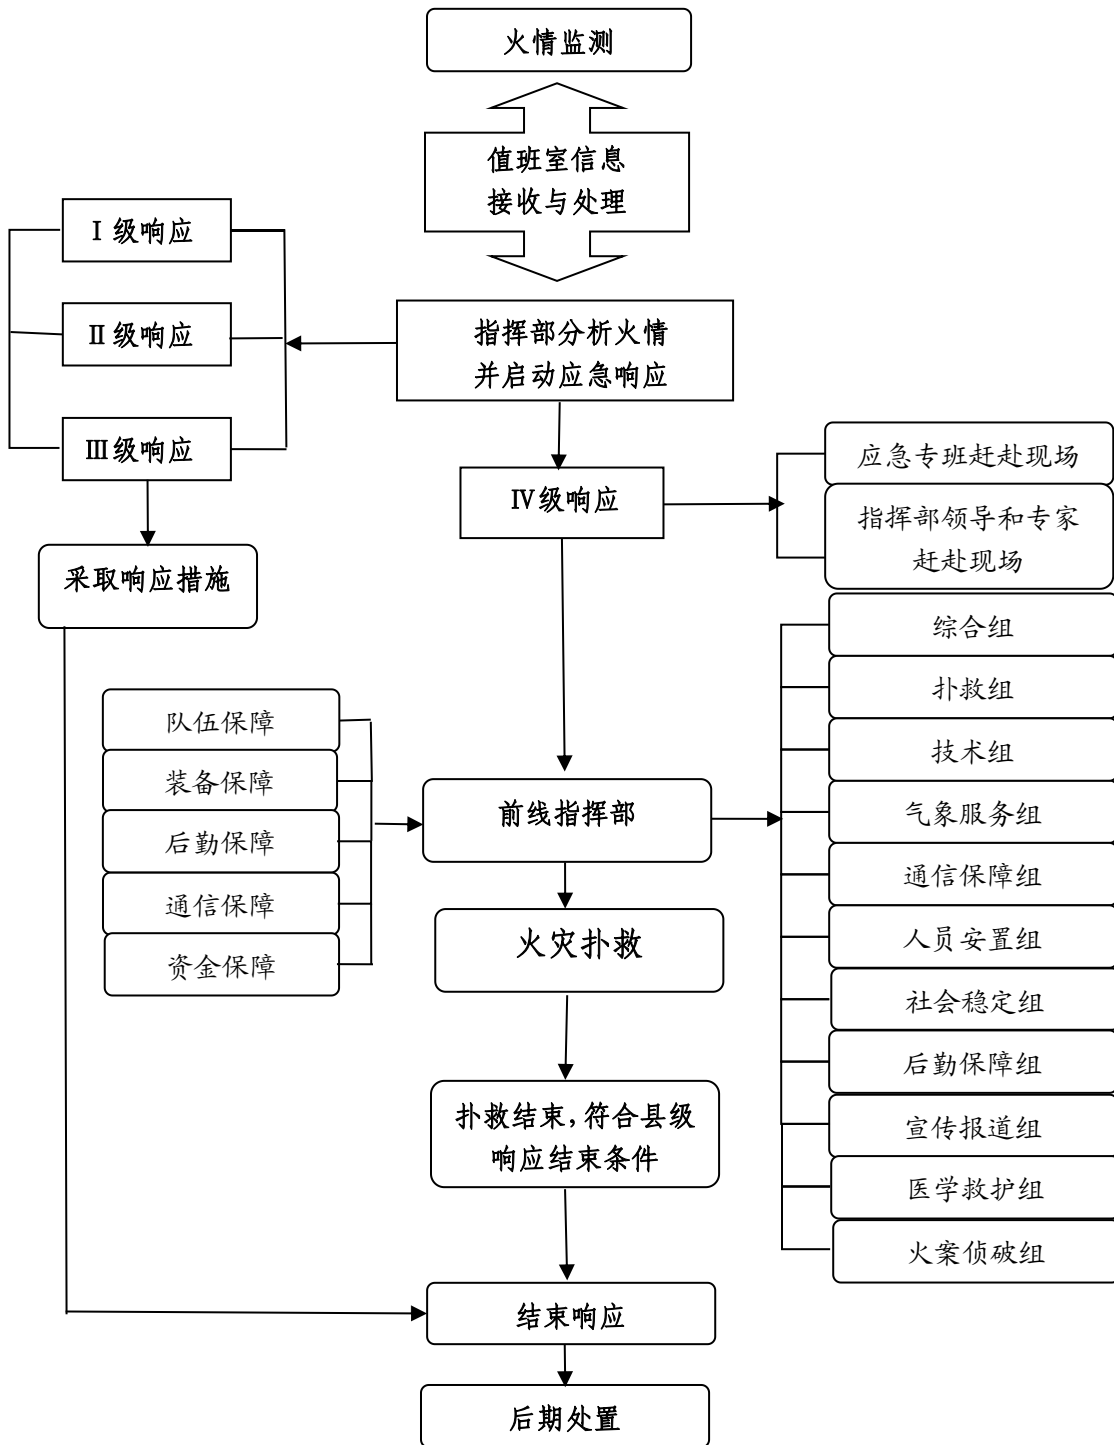 火情监测
值班室信息
接收与处理
Ⅰ 级响应
Ⅱ 级响应
Ⅲ级响应
指挥部分析火情
并启动应急响应
Ⅳ级响应
应急专班赶赴现场
指挥部领导和专家
赶赴现场
采取响应措施
综合组
扑救组
技术组
气象服务组
通信保障组
人员安置组
社会稳定组
后勤保障组
宣传报道组
医学救护组
火案侦破组
队伍保障
装备保障
后勤保障
通信保障
资金保障
前线指挥部
火灾扑救
扑救结束，符合县级
响应结束条件
结束响应
后期处置